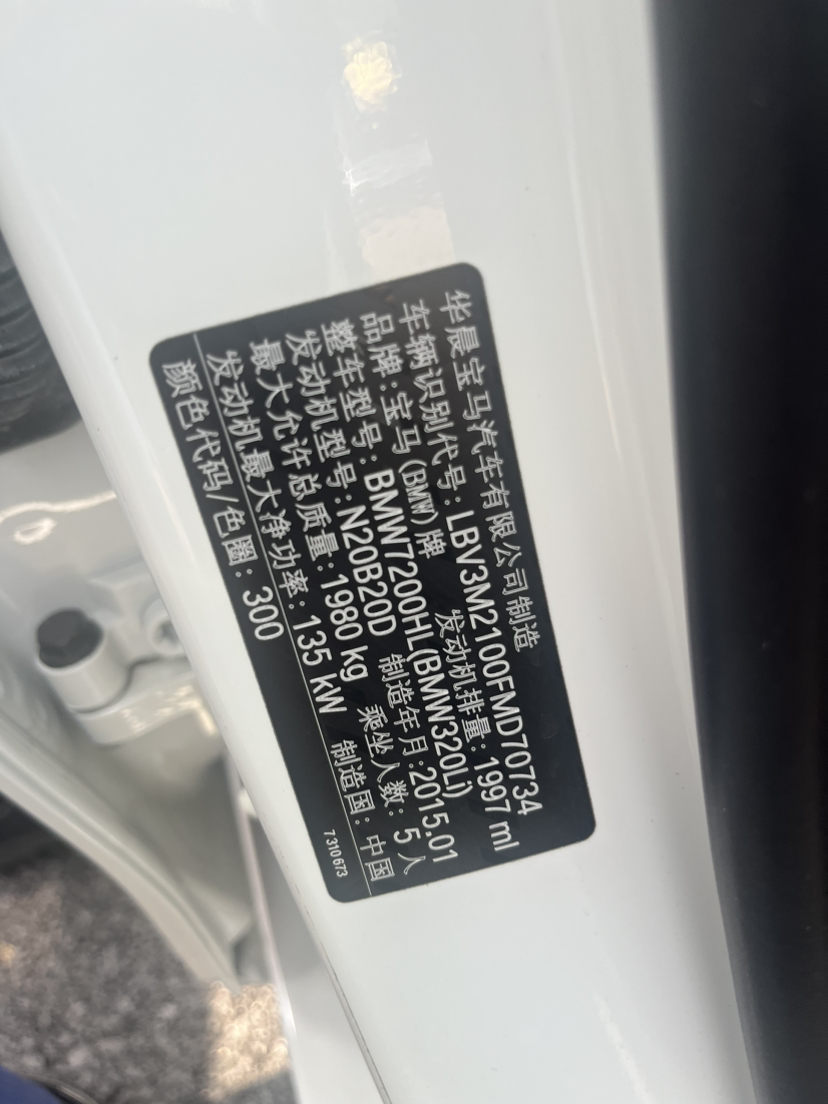 华晨宝马汽车有限公司制造
车辆识别代号: LBV3M2100FMD70734
品牌: 宝马(BMW)牌 发动机排量: 1997 ml
整车型号: BMW7200HL(BMW320Li)
发动机型号: N20B20D 制造年月: 2015.01
最大允许总质量: 1980 kg 乘坐人数: 5人
发动机最大净功率: 135 kW 制造国: 中国
颜色代码/色圈: 300
7310673